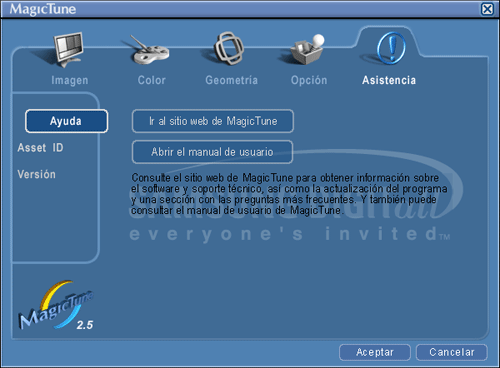 MagicTune
Imagen
Color
Geometría
Opción
Asistencia
Ayuda
Asset ID
Versión
Ir al sitio web de MagicTune
Abrir el manual de usuario
Consulte el sitio web de MagicTune para obtener información sobre
el software y soporte técnico, así como la actualización del programa
y una sección con las preguntas más frecuentes. Y también puede
consultar el manual de usuario de MagicTune.
everyone's invited™
MagicTune
2.5
Aceptar
Cancelar